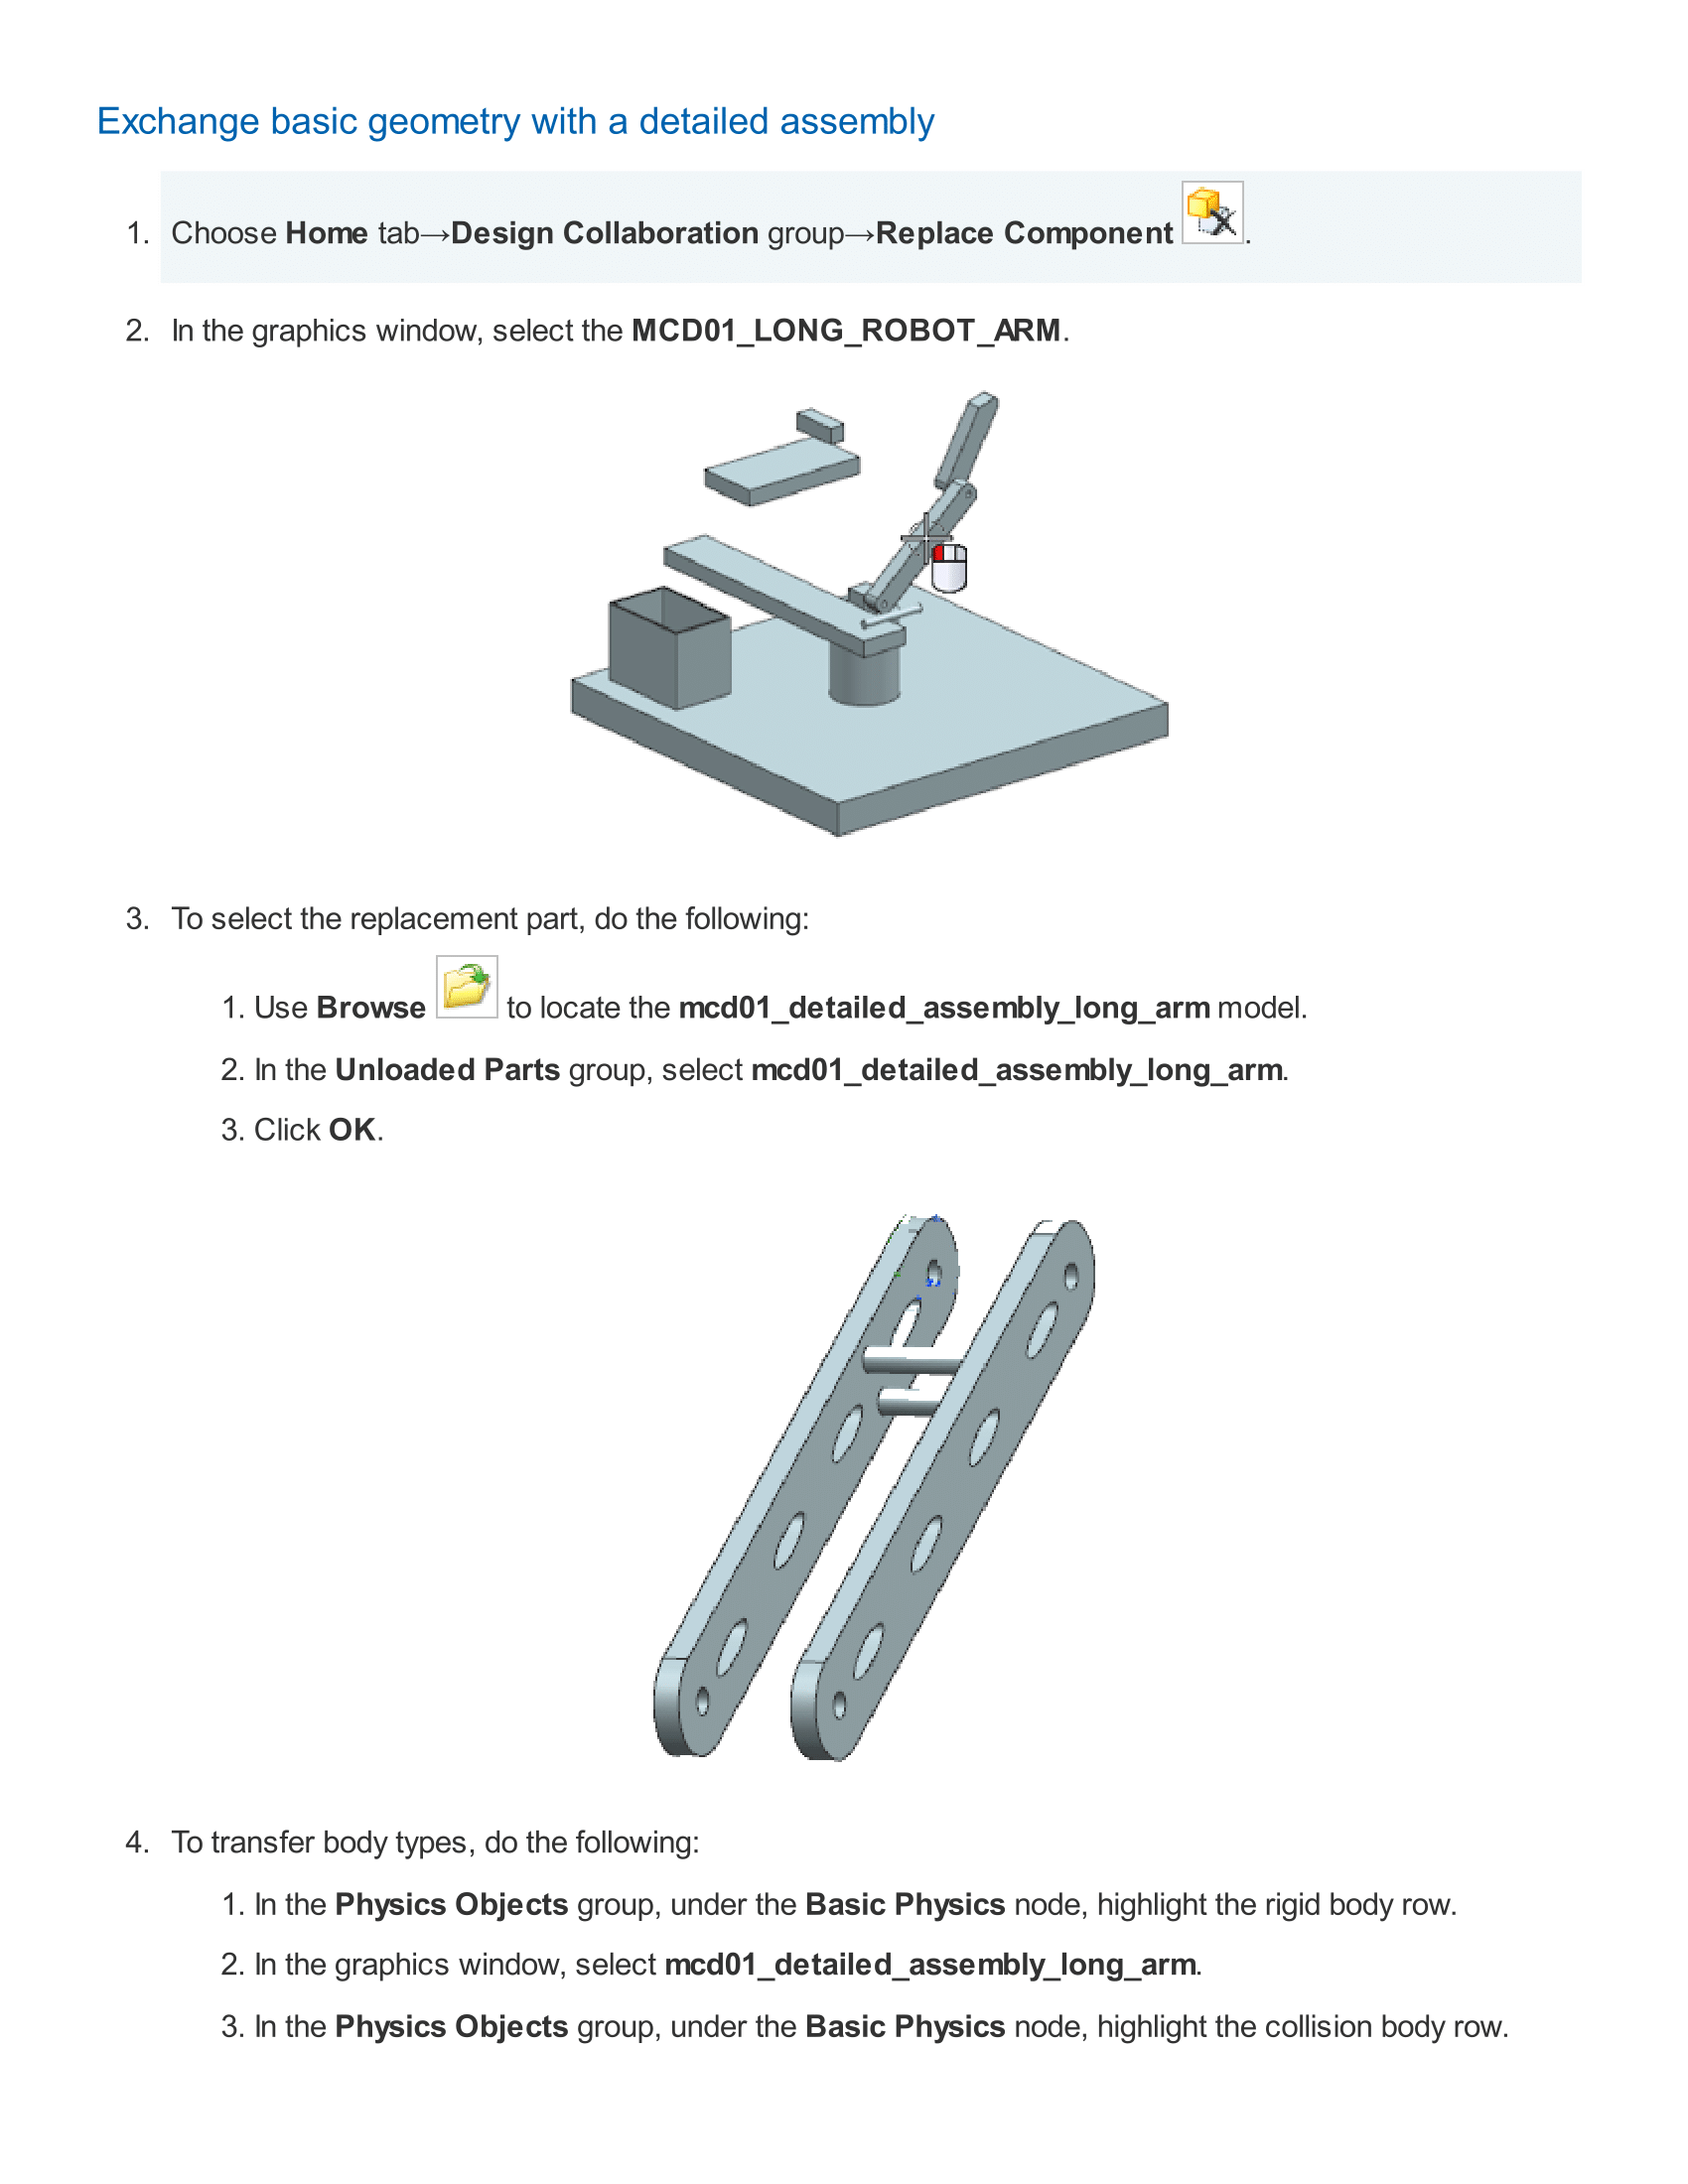 Exchange basic geometry with a detailed assembly
1. Choose Home tab→Design Collaboration group→Replace Component .
2. In the graphics window, select the MCD01_LONG_ROBOT_ARM.
3. To select the replacement part, do the following:
1. Use Browse to locate the mcd01_detailed_assembly_long_arm model.
2. In the Unloaded Parts group, select mcd01_detailed_assembly_long_arm.
3. Click OK.
4. To transfer body types, do the following:
1. In the Physics Objects group, under the Basic Physics node, highlight the rigid body row.
2. In the graphics window, select mcd01_detailed_assembly_long_arm.
3. In the Physics Objects group, under the Basic Physics node, highlight the collision body row.